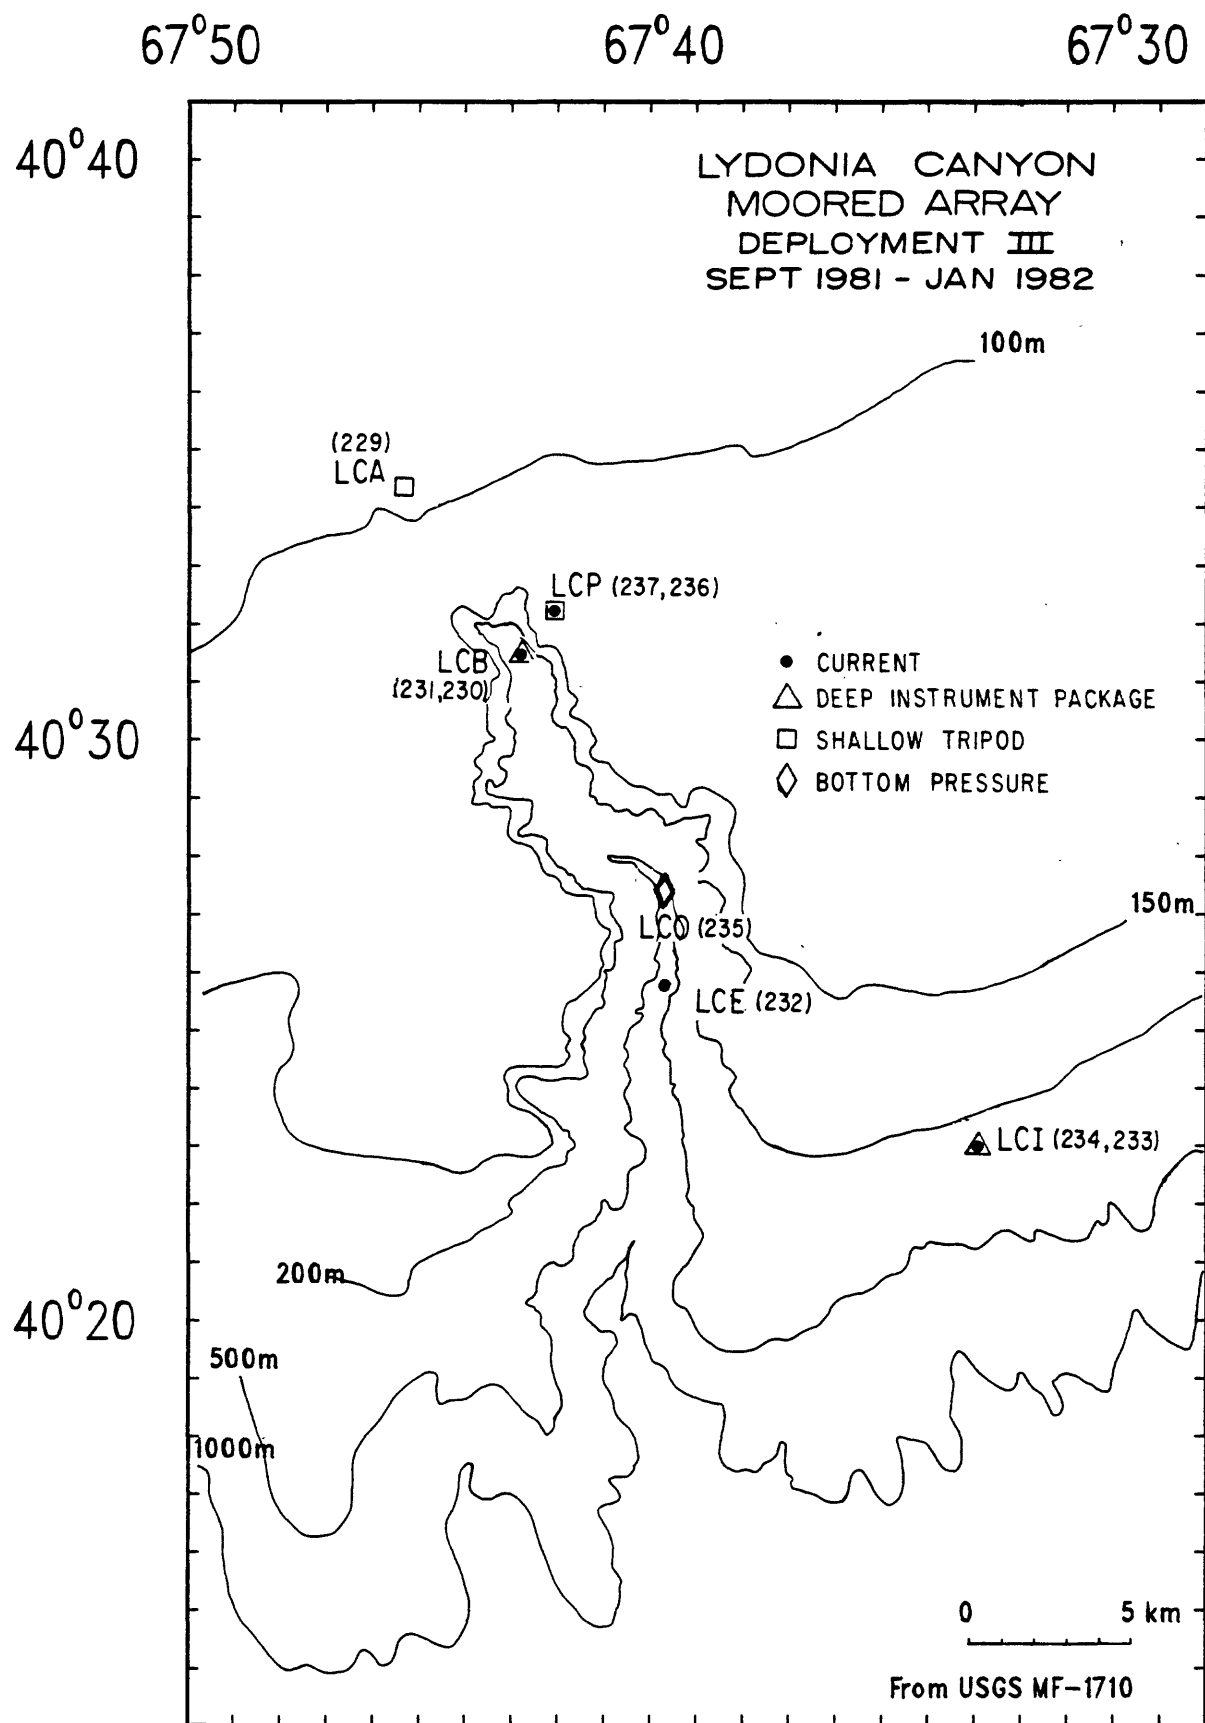 67°50
67°40
67°30
40°40
LYDONIA CANYON
MOORED ARRAY
DEPLOYMENT III
SEPT 1981 - JAN 1982
100m
(229)
LCA
LCP (237,236)
LCB
(231,230)
CURRENT
DEEP INSTRUMENT PACKAGE
SHALLOW TRIPOD
BOTTOM PRESSURE
40°30
150m
LCO (235)
LCE (232)
LCI (234,233)
200m
40°20
500m
1000m
0 5 km
From USGS MF-1710